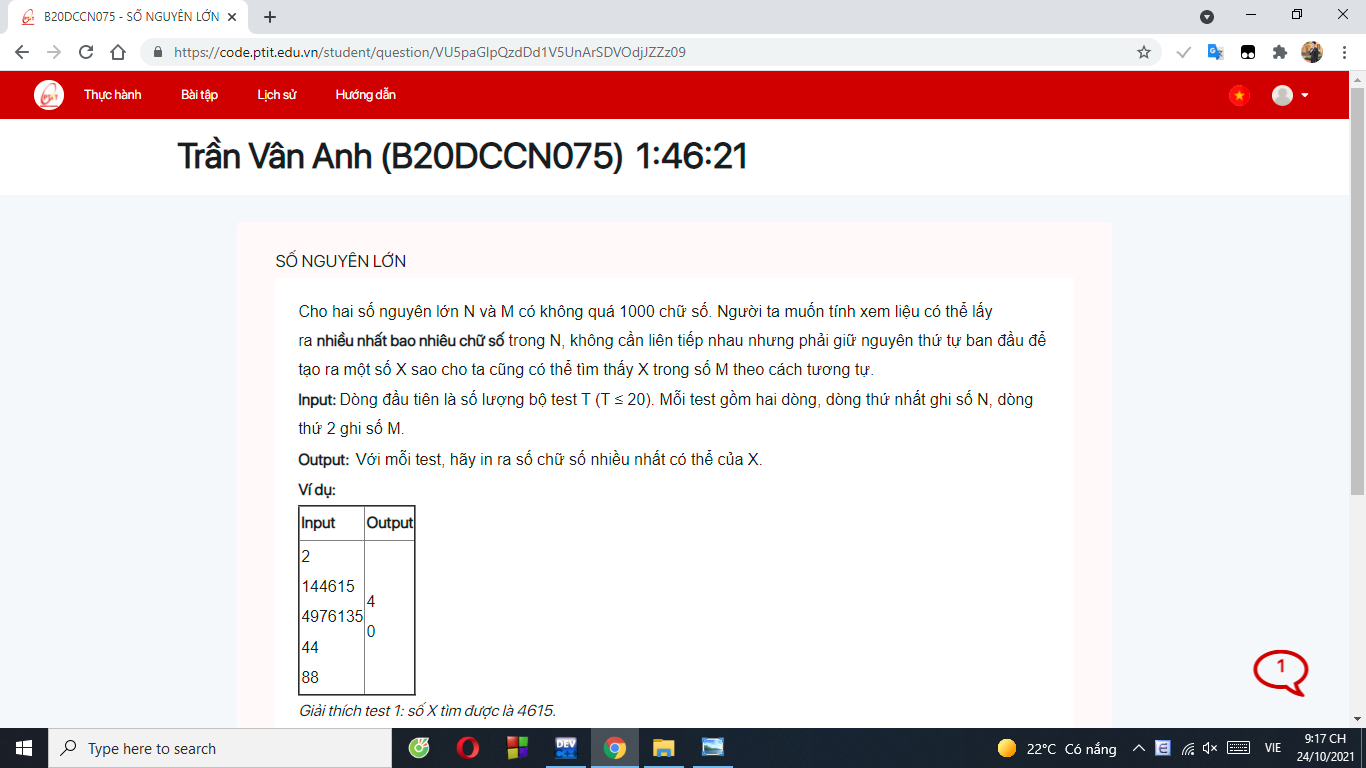 B20DCCN075 - SỐ NGUYÊN LỚN
https://code.ptit.edu.vn/student/question/VU5paGlpQzdDd1V5UnArSDVOdjJZZz09
Thực hành Bài tập Lịch sử Hướng dẫn
Trần Vân Anh (B20DCCN075) 1:46:21
SỐ NGUYÊN LỚN
Cho hai số nguyên lớn N và M có không quá 1000 chữ số. Người ta muốn tính xem liệu có thể lấy
ra nhiều nhất bao nhiêu chữ số trong N, không cần liên tiếp nhau nhưng phải giữ nguyên thứ tự ban đầu để
tạo ra một số X sao cho ta cũng có thể tìm thấy X trong số M theo cách tương tự.
Input: Dòng đầu tiên là số lượng bộ test T (T ≤ 20). Mỗi test gồm hai dòng, dòng thứ nhất ghi số N, dòng
thứ 2 ghi số M.
Output: Với mỗi test, hãy in ra số chữ số nhiều nhất có thể của X.
Ví dụ:
Input Output
2
144615
4976135
44
88
4
0
Giải thích test 1: số X tìm dược là 4615.
1
Type here to search
DEV
22°C Có nắng
VIE
9:17 CH
24/10/2021